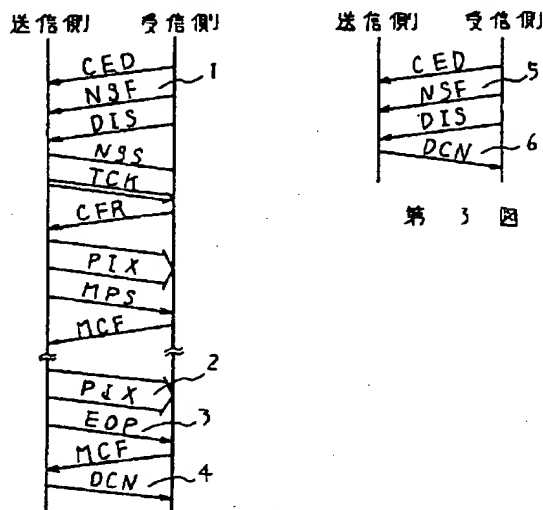 送信側 受信側
CED
1
NSF
DIS
NSS
TCK
CFR
PIX
MPS
MCF
2
PIX
3
EOP
MCF
4
DCN
送信側 受信側
CED
5
NSF
DIS
6
DCN
第 3 図